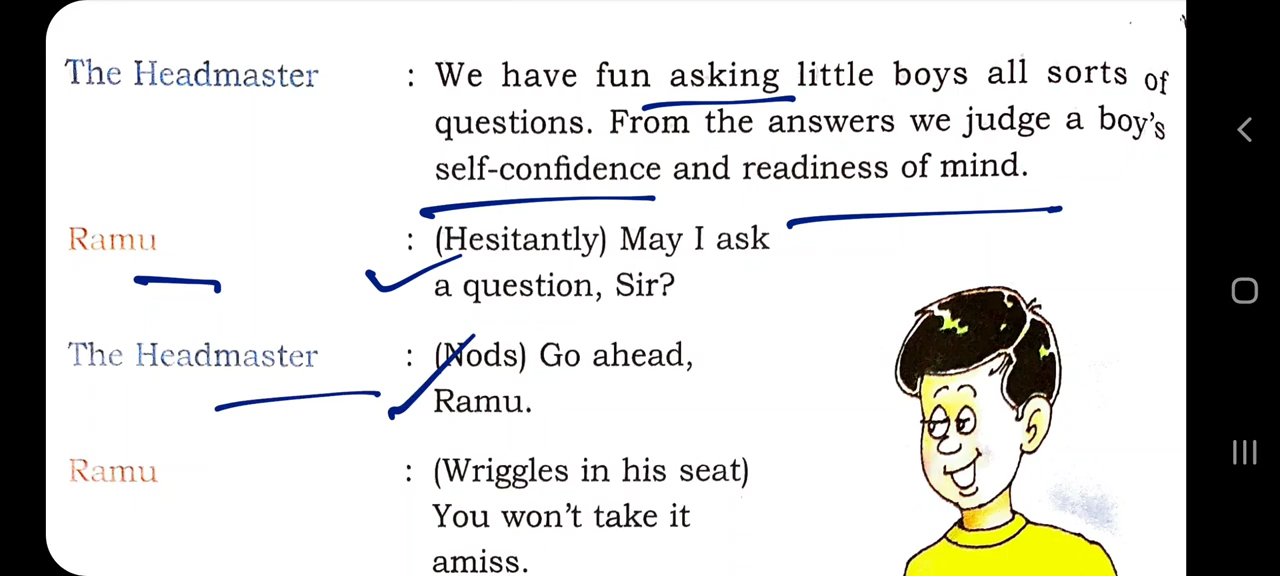 The Headmaster : We have fun asking little boys all sorts of
questions. From the answers we judge a boy's
self-confidence and readiness of mind.
Ramu : (Hesitantly) May I ask
a question, Sir?
The Headmaster : (Nods) Go ahead,
Ramu.
Ramu : (Wriggles in his seat)
You won't take it
amiss.